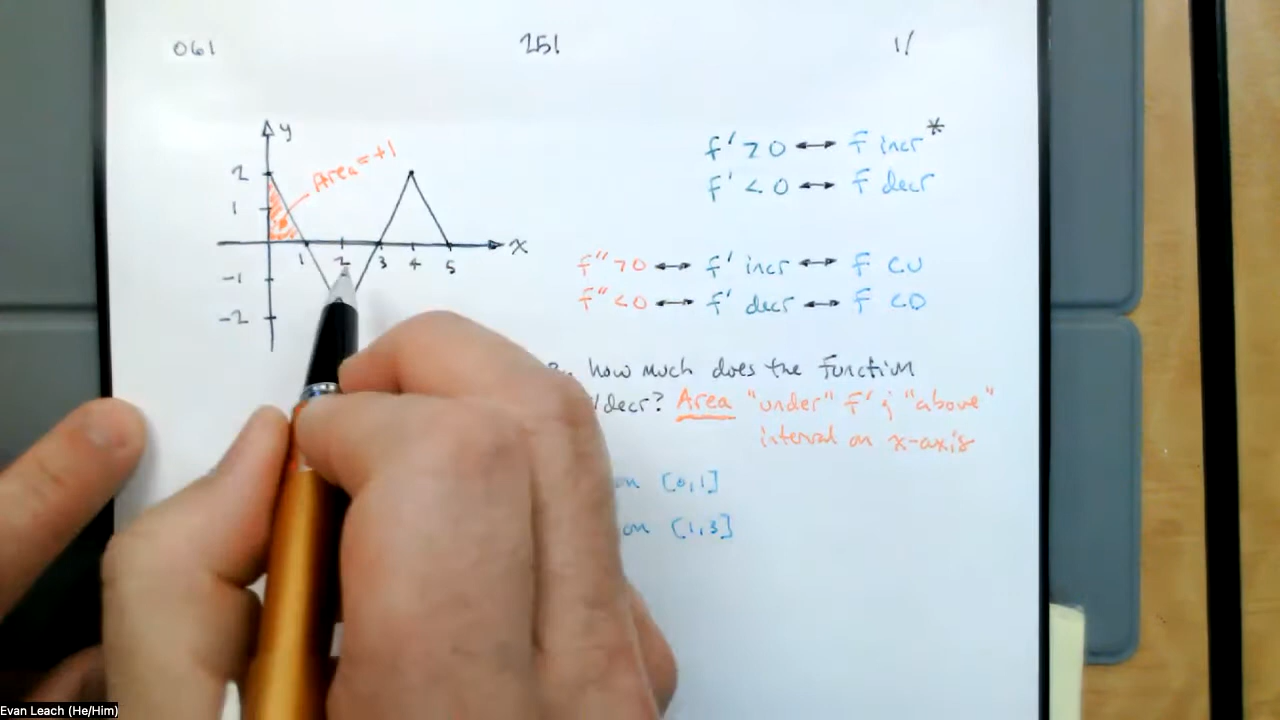 061 251 1/
y
2
1
-1
-2
1 2 3 4 5 x
Area=+1
f' > 0 ↔ f incr*
f' < 0 ↔ f decr
f" > 0 ↔ f' incr ↔ f CU
f" < 0 ↔ f' decr ↔ f CD
how much does the function
/decr? Area "under" f' & "above"
interval on x-axis
on [0,1]
on [1,3]
Evan Leach (He/Him)